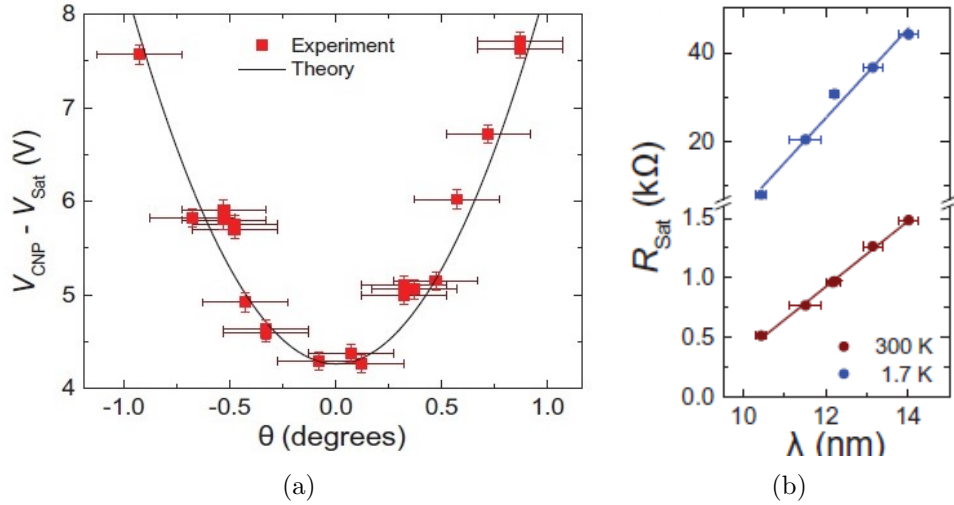 8
7
6
5
4
V_CNP - V_Sat (V)
Experiment
Theory
-1.0
-0.5
0.0
0.5
1.0
θ (degrees)
(a)
40
20
1.5
1.0
0.5
0.0
R_Sat (kΩ)
300 K
1.7 K
10
12
14
λ (nm)
(b)